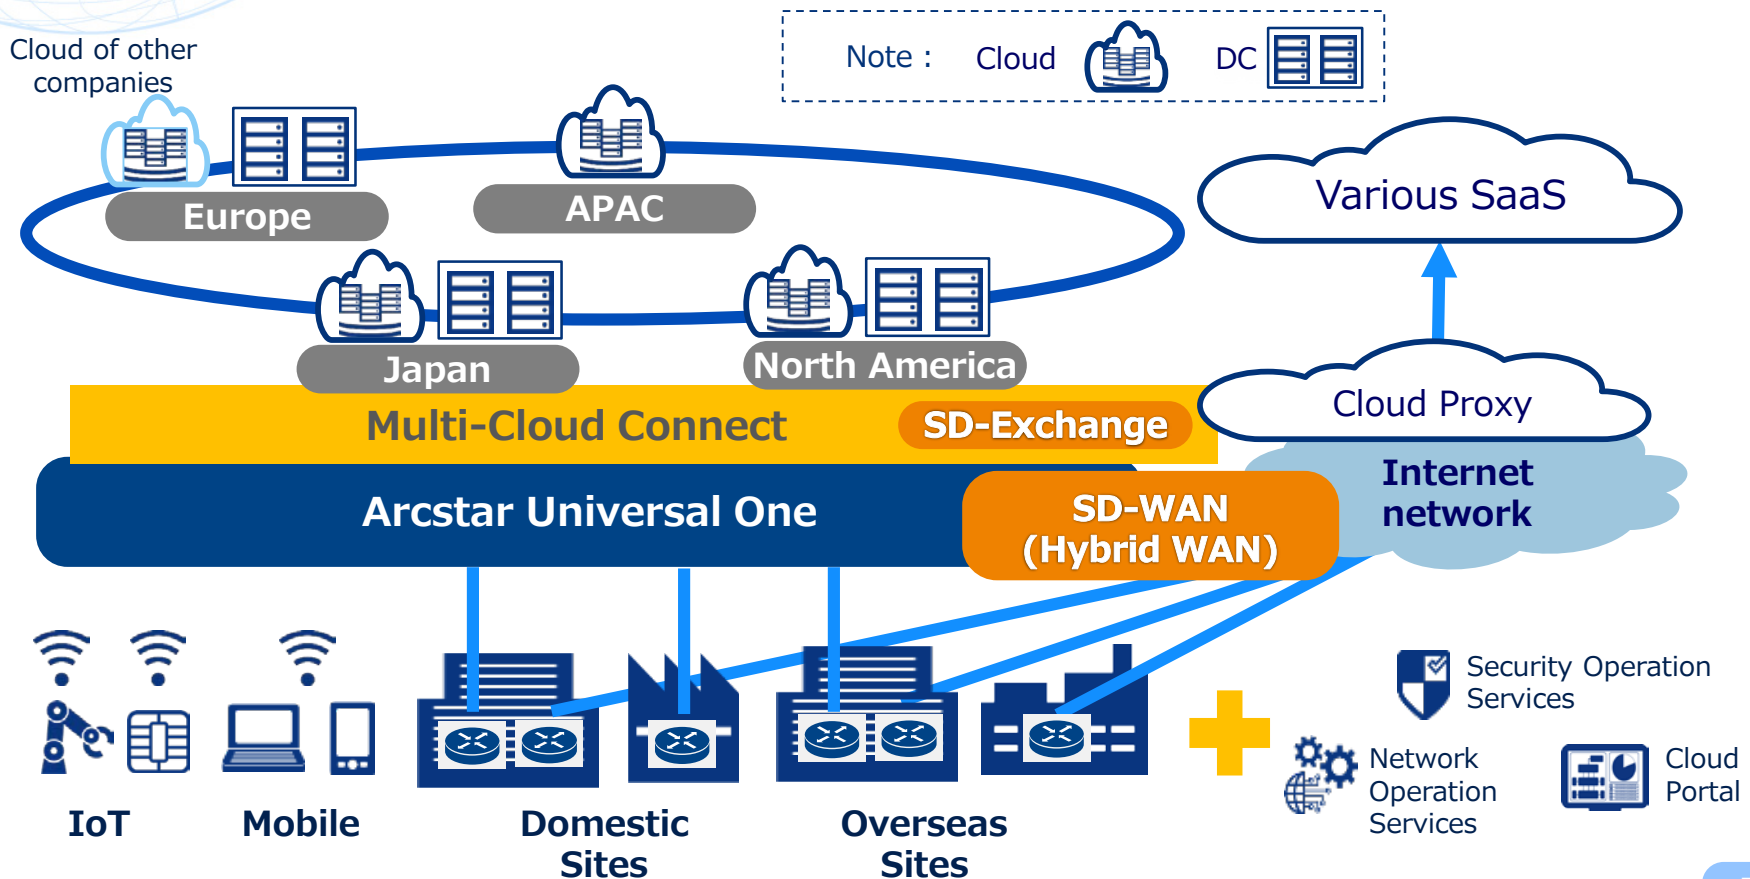 Cloud of other
companies
Note :
Cloud
DC
Europe
APAC
Various SaaS
Japan
North America
Cloud Proxy
Multi-Cloud Connect
SD-Exchange
Internet
network
Arcstar Universal One
SD-WAN
(Hybrid WAN)
Security Operation
Services
Network
Operation
Services
Cloud
Portal
IoT
Mobile
Domestic
Sites
Overseas
Sites